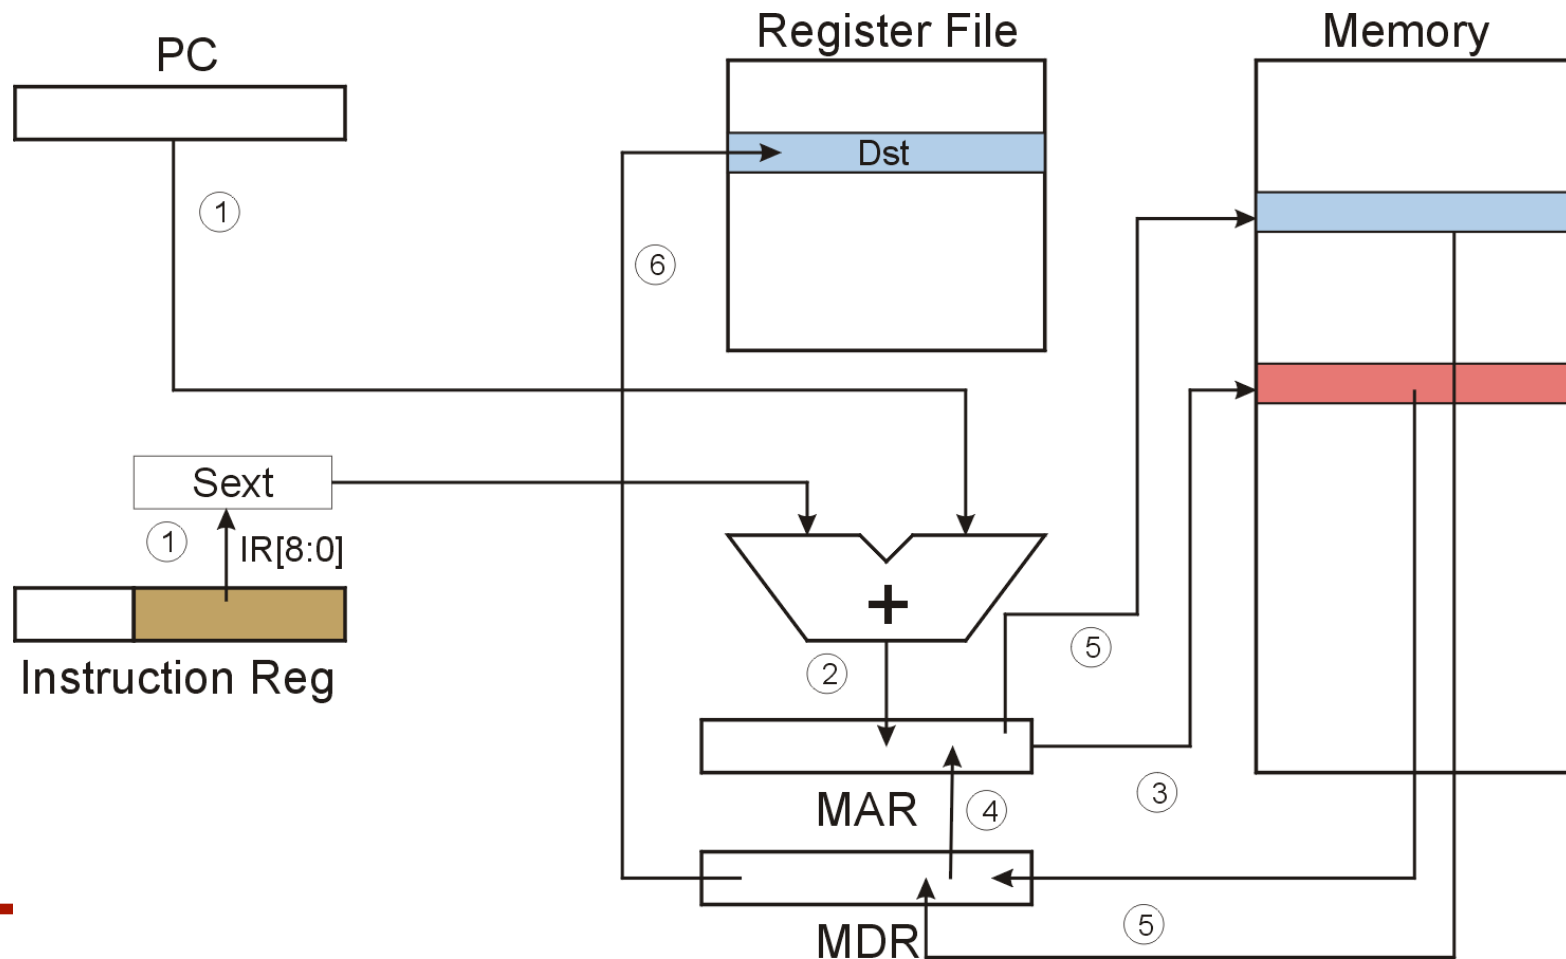 Register File
Memory
PC
Dst
1
6
Sext
1
IR[8:0]
+
Instruction Reg
5
2
3
MAR
4
5
MDR